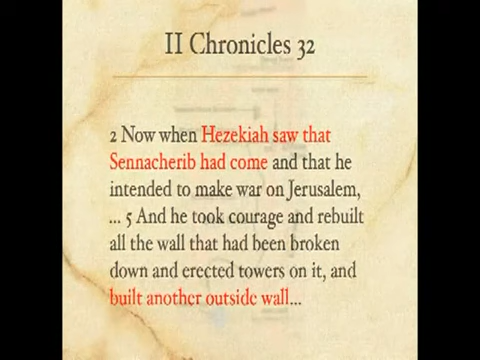 II Chronicles 32
2 Now when Hezekiah saw that
Sennacherib had come and that he
intended to make war on Jerusalem,
... 5 And he took courage and rebuilt
all the wall that had been broken
down and erected towers on it, and
built another outside wall...